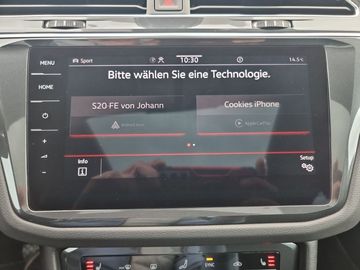 MENU
Sport
10:30
14.5°C
Bitte wählen Sie eine Technologie.
HOME
S20-FE von Johann
Cookies iPhone
Android Auto
Apple CarPlay
Info
Setup
SYNC